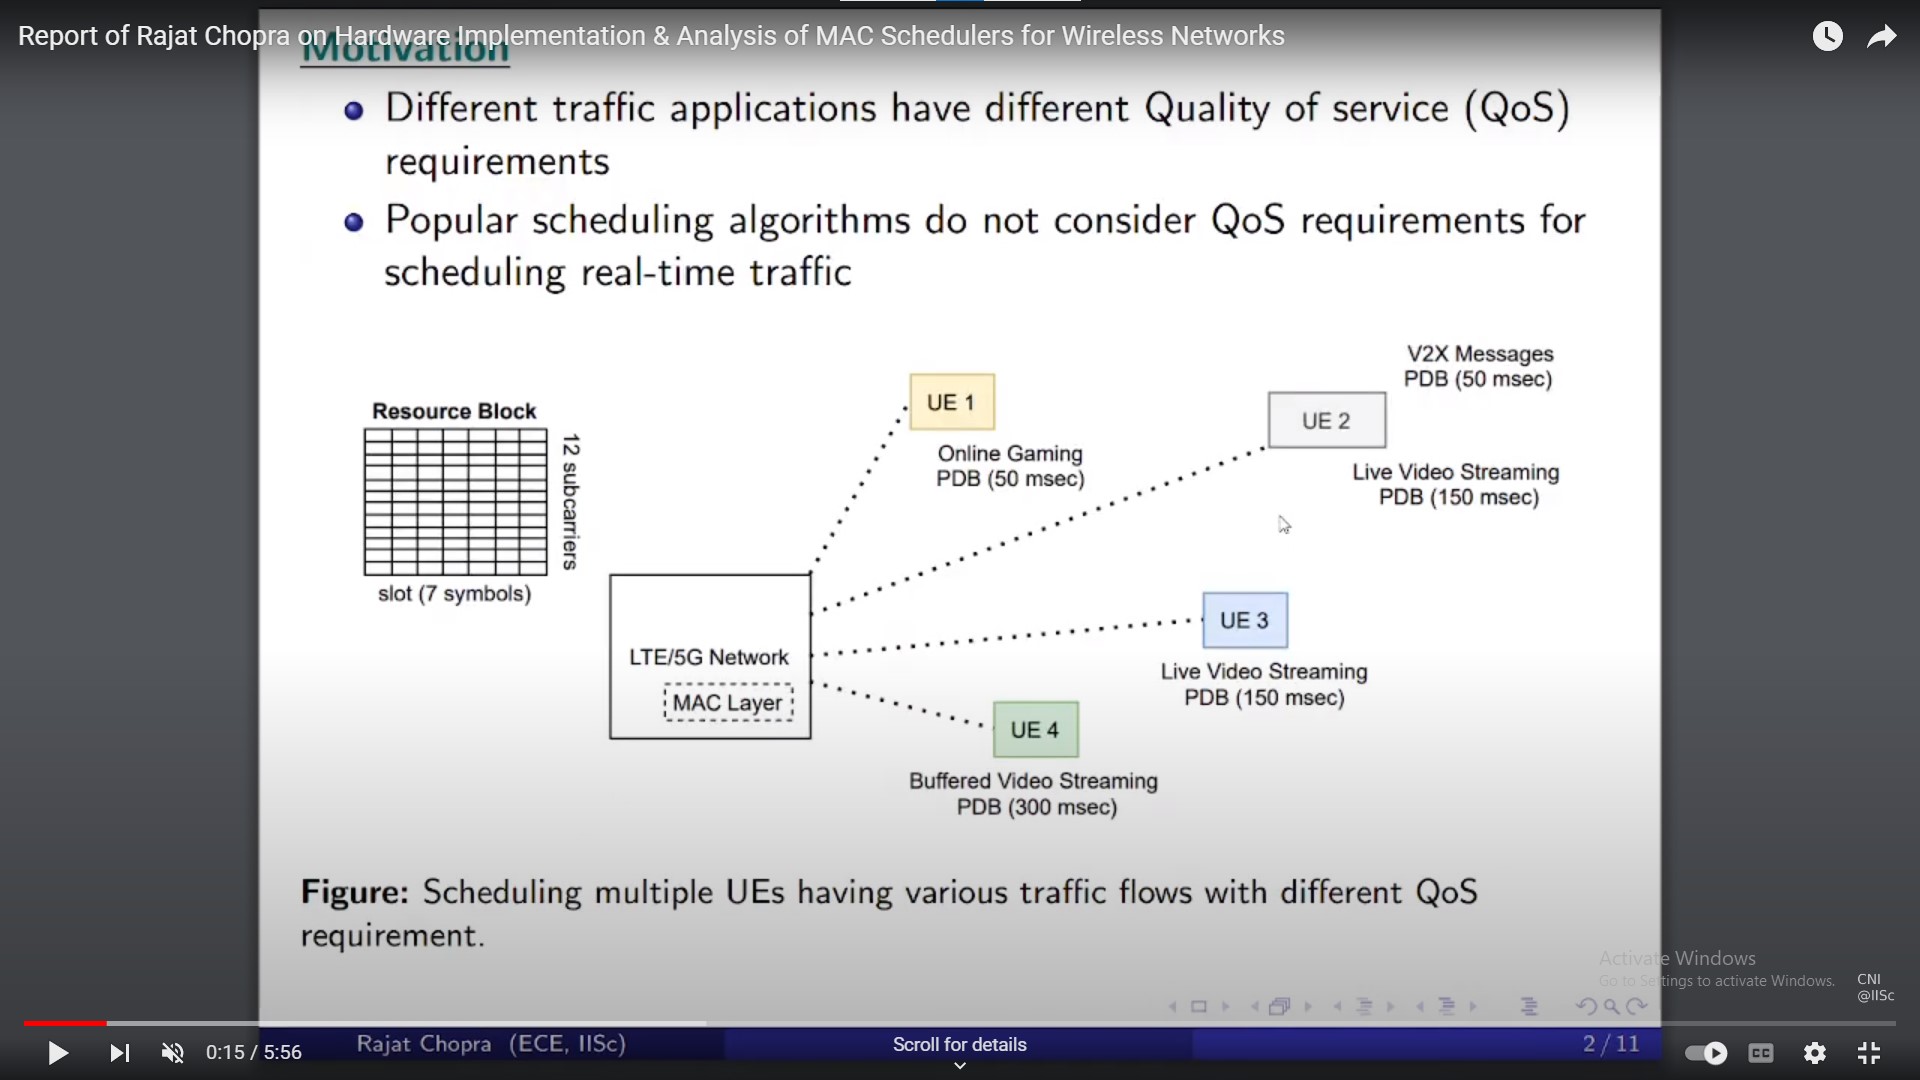 Report of Rajat Chopra on Hardware Implementation & Analysis of MAC Schedulers for Wireless Networks
Motivation
Different traffic applications have different Quality of service (QoS)
requirements
Popular scheduling algorithms do not consider QoS requirements for
scheduling real-time traffic
Resource Block
12 subcarriers
slot (7 symbols)
UE 1
Online Gaming
PDB (50 msec)
V2X Messages
PDB (50 msec)
UE 2
Live Video Streaming
PDB (150 msec)
LTE/5G Network
MAC Layer
UE 3
Live Video Streaming
PDB (150 msec)
UE 4
Buffered Video Streaming
PDB (300 msec)
Figure: Scheduling multiple UEs having various traffic flows with different QoS
requirement.
Activate Windows
Go to Settings to activate Windows.
CNI
@IISc
Rajat Chopra (ECE, IISc)
2 / 11
0:15 / 5:56
Scroll for details
CC